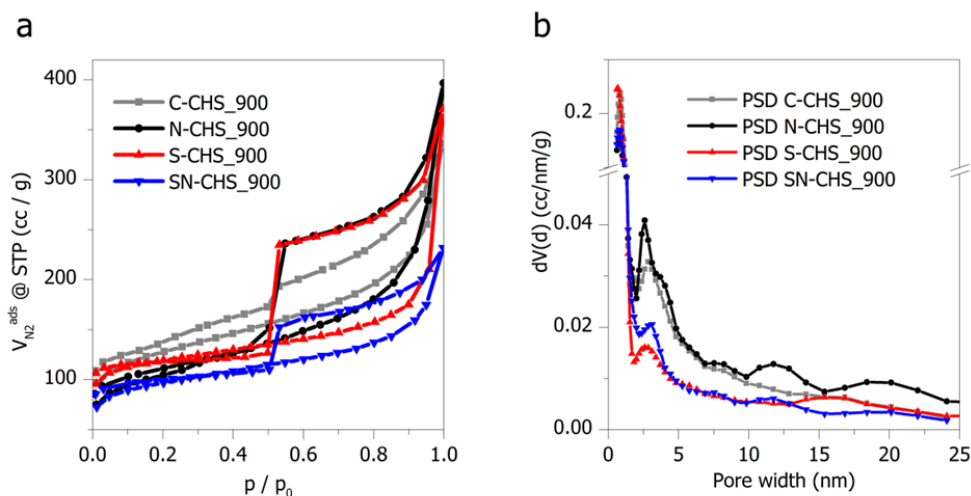 a
400
300
200
100
V N2 ads @ STP (cc / g)
C-CHS_900
N-CHS_900
S-CHS_900
SN-CHS_900
0.0 0.2 0.4 0.6 0.8 1.0
p / p0
b
0.2
0.04
0.02
0.00
dV(d) (cc/nm/g)
PSD C-CHS_900
PSD N-CHS_900
PSD S-CHS_900
PSD SN-CHS_900
0 5 10 15 20 25
Pore width (nm)